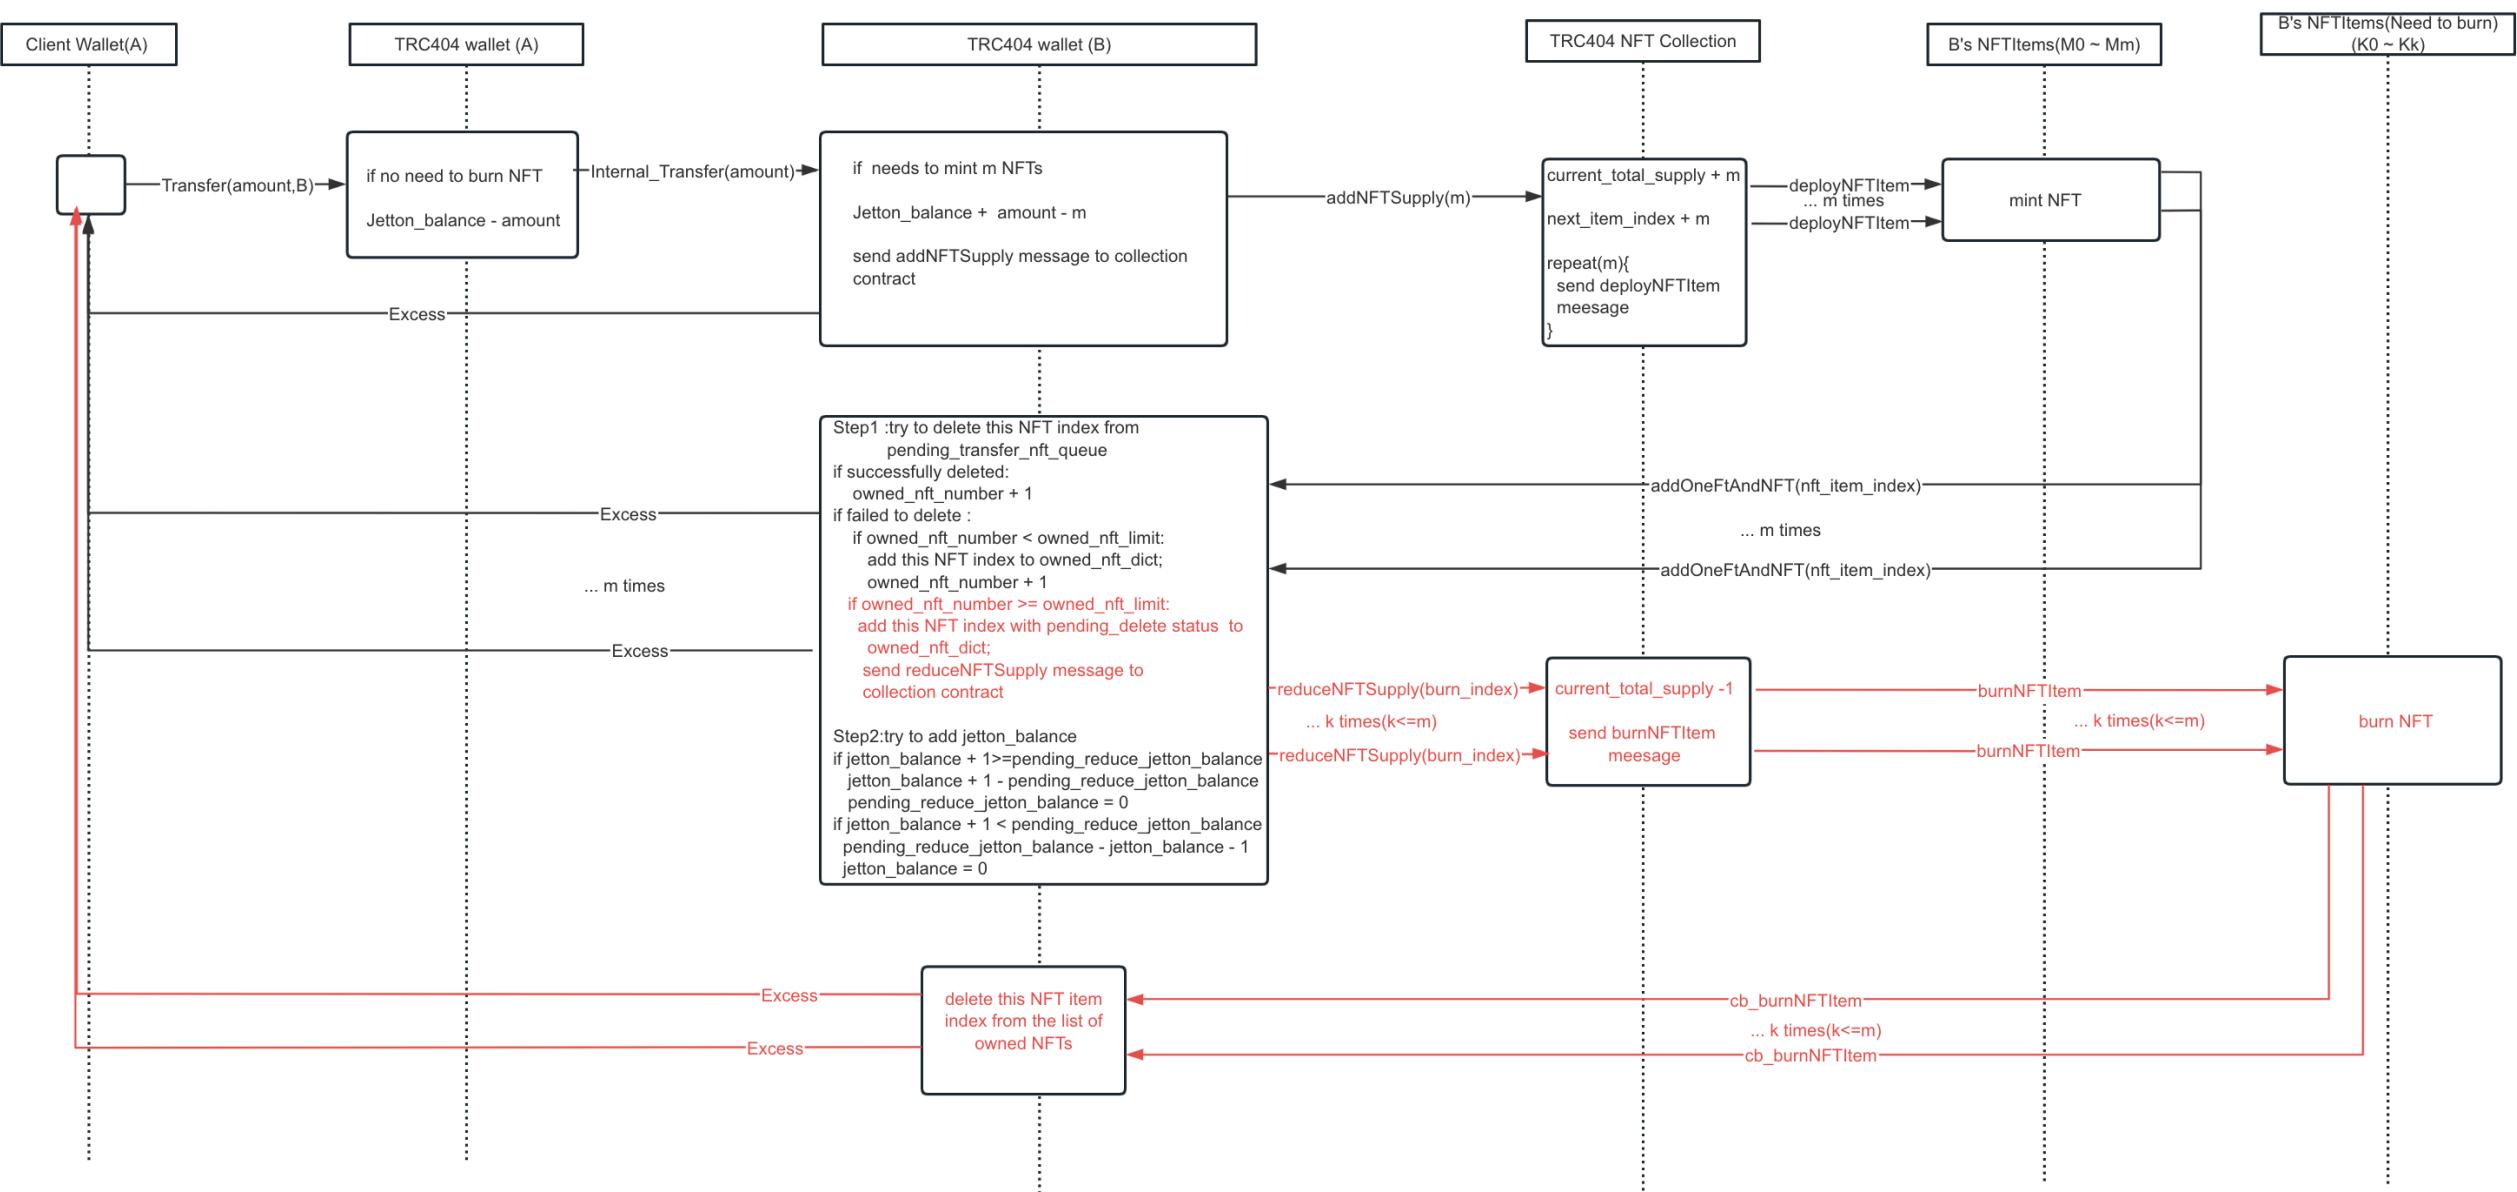 Client Wallet(A)
TRC404 wallet (A)
TRC404 wallet (B)
TRC404 NFT Collection
B's NFTItems(M0 ~ Mm)
B's NFTItems(Need to burn)
(K0 ~ Kk)
Transfer(amount,B)
if no need to burn NFT
Jetton_balance - amount
Internal_Transfer(amount)
if  needs to mint m NFTs
Jetton_balance +  amount - m
send addNFTSupply message to collection
contract
addNFTSupply(m)
current_total_supply + m
next_item_index + m
repeat(m){
send deployNFTItem
meesage
}
deployNFTItem
... m times
deployNFTItem
mint NFT
Excess
Step1 :try to delete this NFT index from
pending_transfer_nft_queue
if successfully deleted:
owned_nft_number + 1
if failed to delete :
if owned_nft_number < owned_nft_limit:
add this NFT index to owned_nft_dict;
owned_nft_number + 1
if owned_nft_number >= owned_nft_limit:
add this NFT index with pending_delete status  to
owned_nft_dict;
send reduceNFTSupply message to
collection contract
Step2:try to add jetton_balance
if jetton_balance + 1>=pending_reduce_jetton_balance
jetton_balance + 1 - pending_reduce_jetton_balance
pending_reduce_jetton_balance = 0
if jetton_balance + 1 < pending_reduce_jetton_balance
pending_reduce_jetton_balance - jetton_balance - 1
jetton_balance = 0
addOneFtAndNFT(nft_item_index)
... m times
addOneFtAndNFT(nft_item_index)
Excess
... m times
Excess
reduceNFTSupply(burn_index)
... k times(k<=m)
reduceNFTSupply(burn_index)
current_total_supply -1
send burnNFTItem
meesage
burnNFTItem
... k times(k<=m)
burnNFTItem
burn NFT
Excess
Excess
delete this NFT item
index from the list of
owned NFTs
cb_burnNFTItem
... k times(k<=m)
cb_burnNFTItem